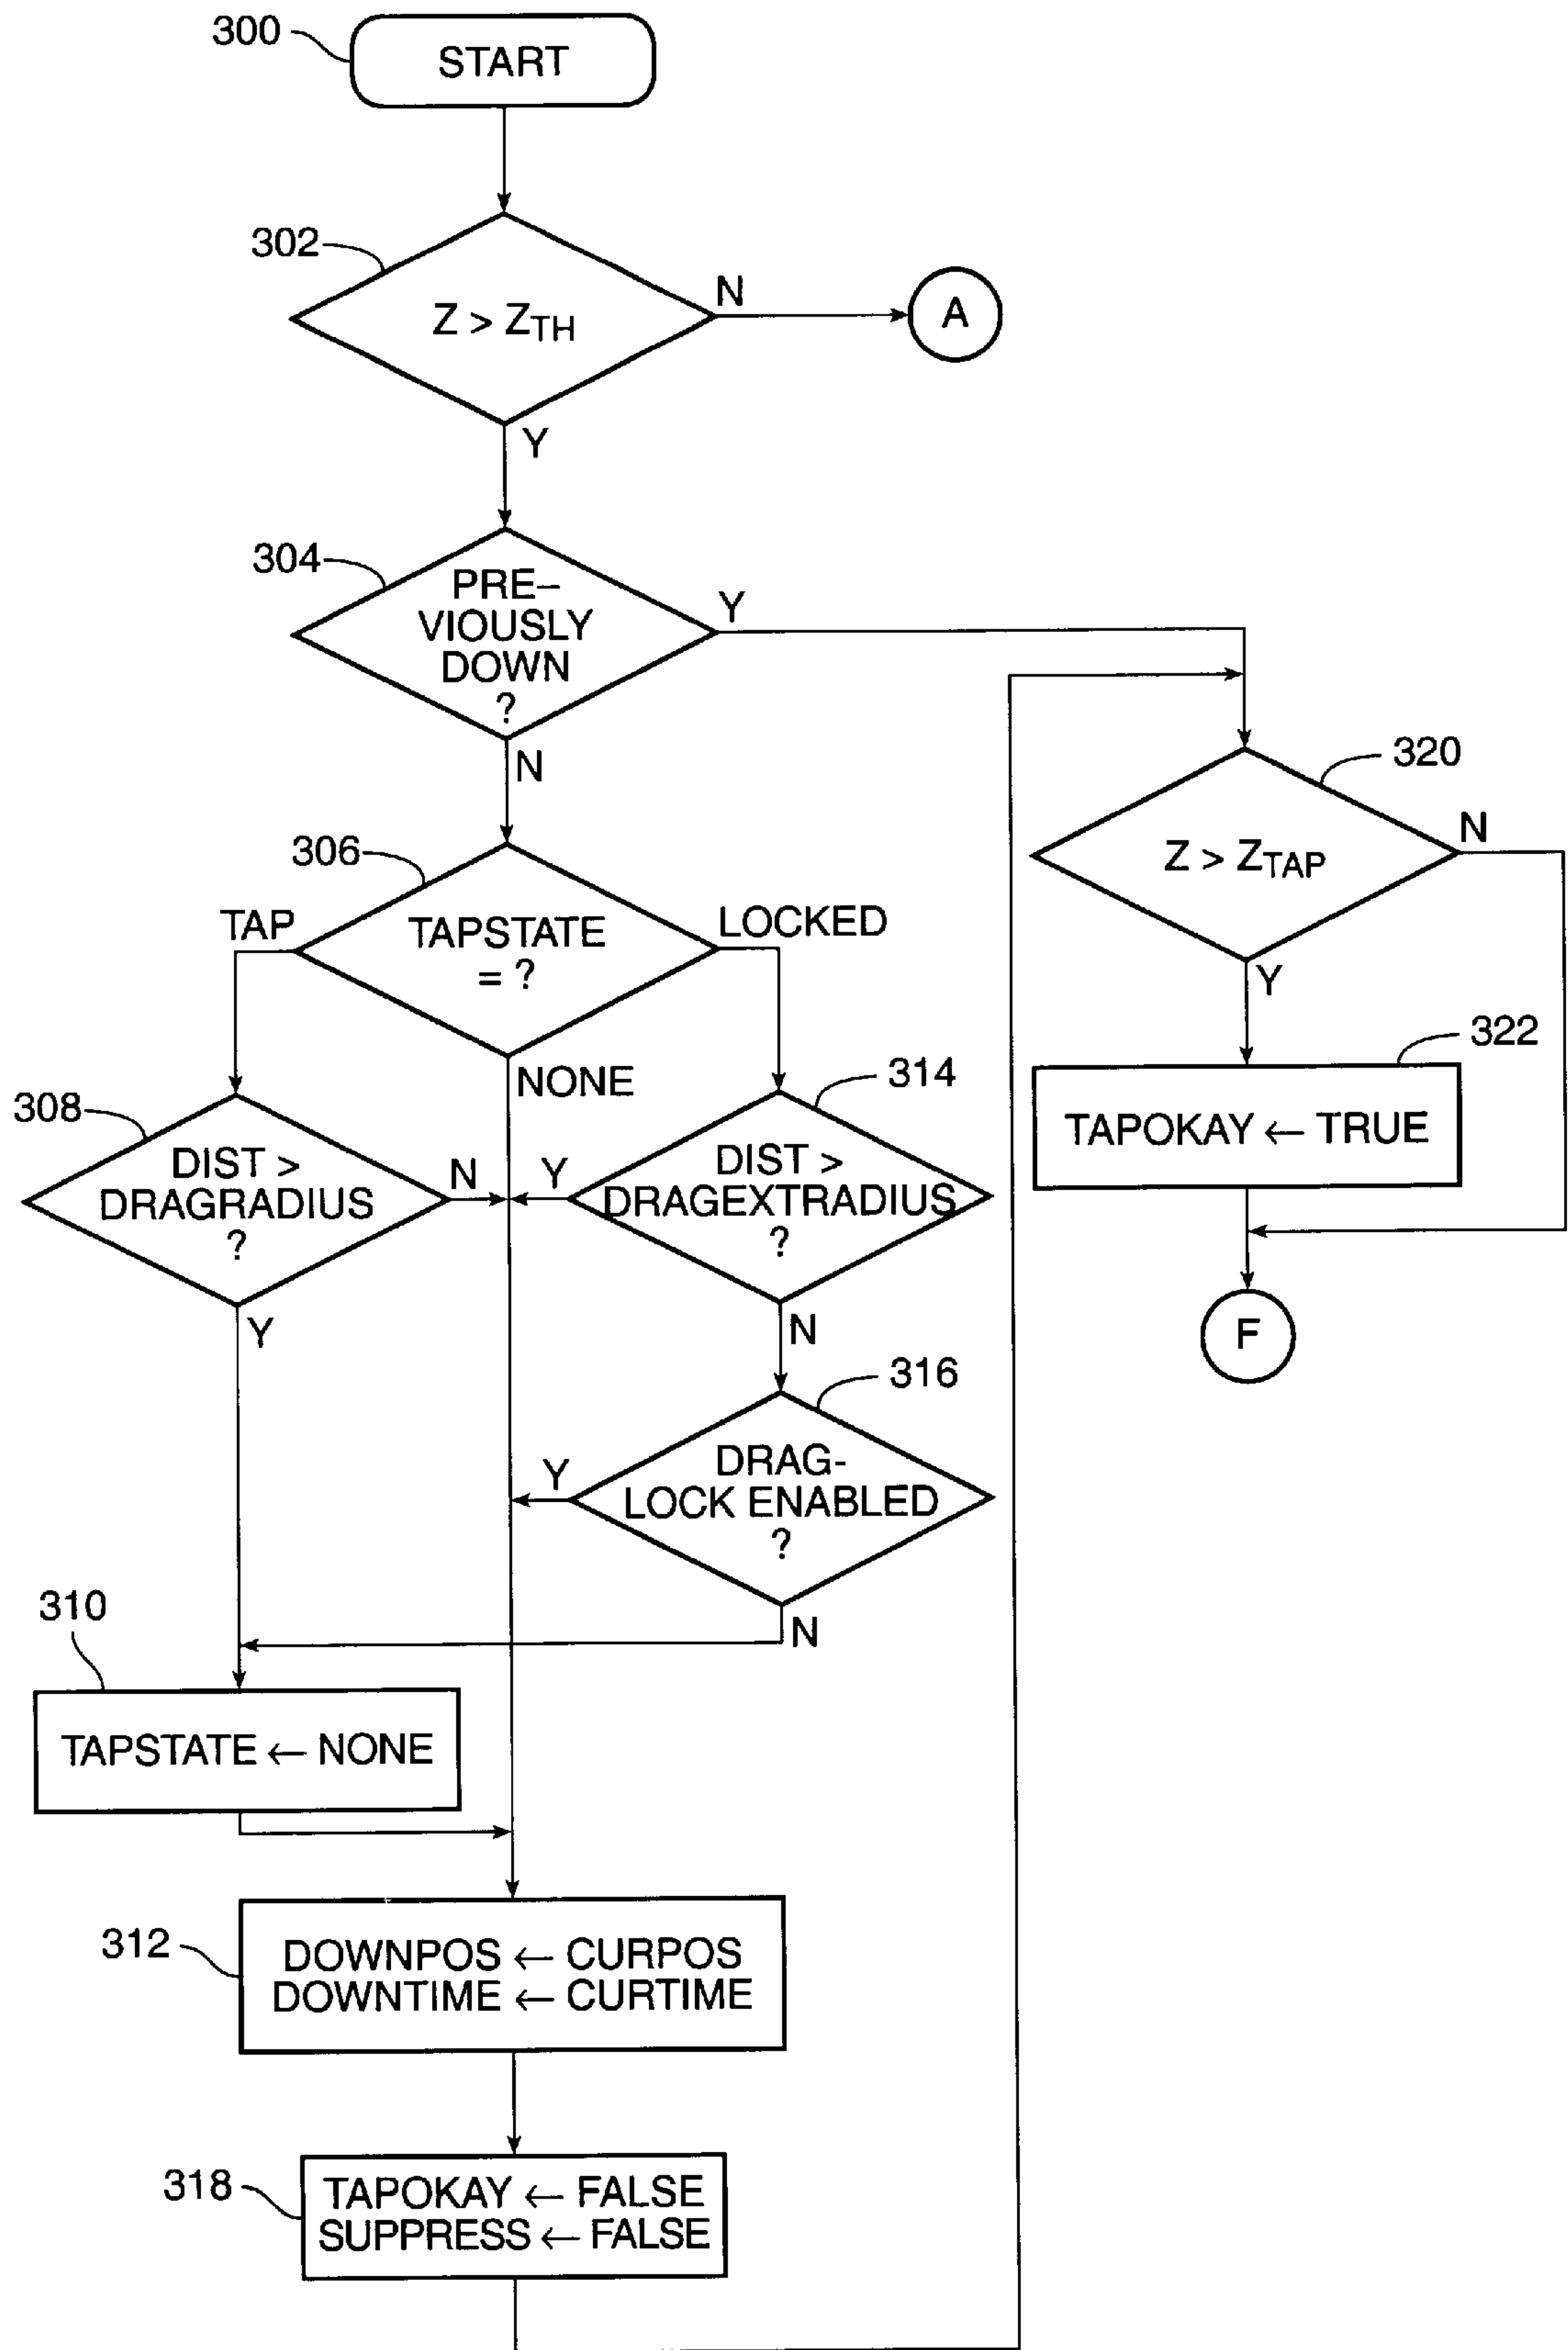 300
START
302
Z > ZTH
N
A
Y
304
PRE–
VIOUSLY
DOWN
?
Y
N
320
Z > ZTAP
N
Y
306
TAP
TAPSTATE
= ?
LOCKED
NONE
322
TAPOKAY ← TRUE
F
308
DIST >
DRAGRADIUS
?
N
Y
314
DIST >
DRAGEXTRADIUS
?
Y
N
316
DRAG-
LOCK ENABLED
?
Y
N
310
TAPSTATE ← NONE
312
DOWNPOS ← CURPOS
DOWNTIME ← CURTIME
318
TAPOKAY ← FALSE
SUPPRESS ← FALSE